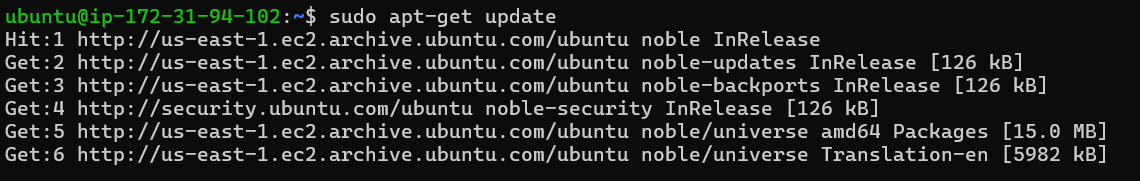 ubuntu@ip-172-31-94-102:~$ sudo apt-get update
Hit:1 http://us-east-1.ec2.archive.ubuntu.com/ubuntu noble InRelease
Get:2 http://us-east-1.ec2.archive.ubuntu.com/ubuntu noble-updates InRelease [126 kB]
Get:3 http://us-east-1.ec2.archive.ubuntu.com/ubuntu noble-backports InRelease [126 kB]
Get:4 http://security.ubuntu.com/ubuntu noble-security InRelease [126 kB]
Get:5 http://us-east-1.ec2.archive.ubuntu.com/ubuntu noble/universe amd64 Packages [15.0 MB]
Get:6 http://us-east-1.ec2.archive.ubuntu.com/ubuntu noble/universe Translation-en [5982 kB]